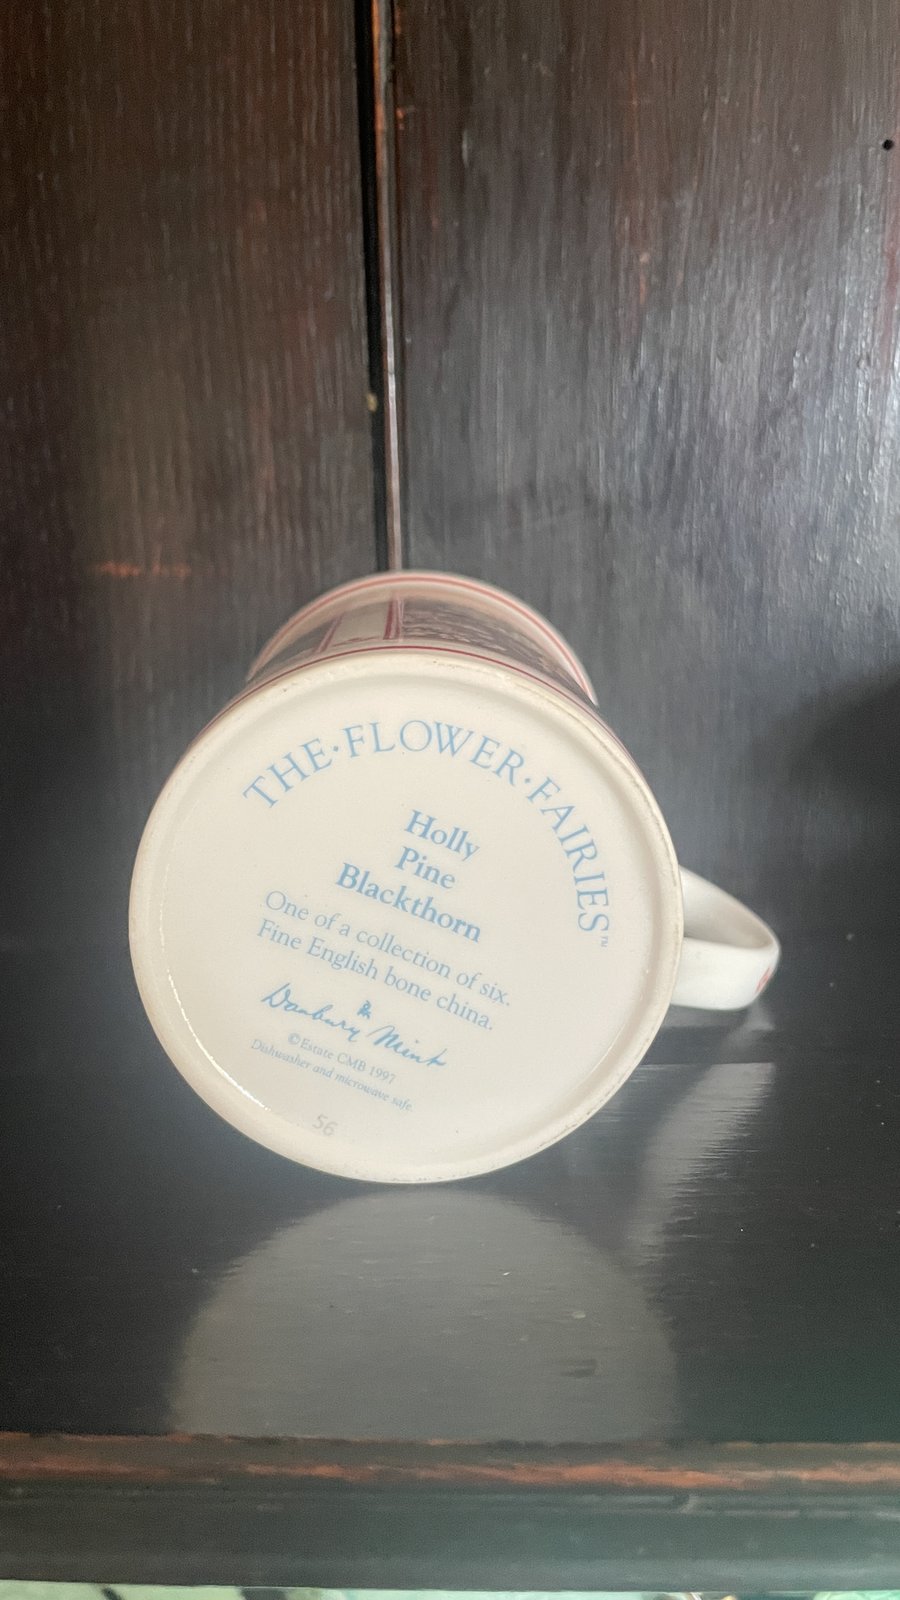 THE·FLOWER·FAIRIES™
Holly
Pine
Blackthorn
One of a collection of six.
Fine English bone china.
Danbury Mint
©Estate CMB 1997
Dishwasher and microwave safe.
56